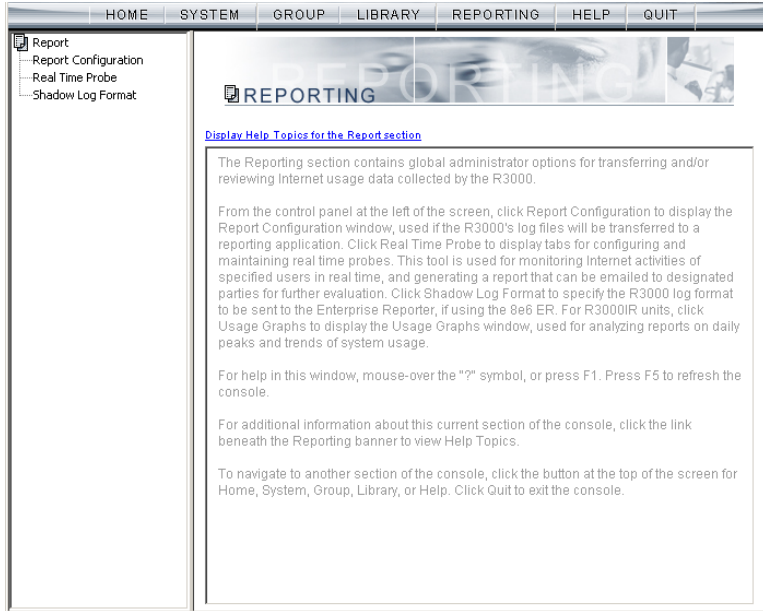 HOME SYSTEM GROUP LIBRARY REPORTING HELP QUIT
Report
Report Configuration
Real Time Probe
Shadow Log Format
REPORTING
REPORTING
Display Help Topics for the Report section
The Reporting section contains global administrator options for transferring and/or
reviewing Internet usage data collected by the R3000.
From the control panel at the left of the screen, click Report Configuration to display the
Report Configuration window, used if the R3000's log files will be transferred to a
reporting application. Click Real Time Probe to display tabs for configuring and
maintaining real time probes. This tool is used for monitoring Internet activities of
specified users in real time, and generating a report that can be emailed to designated
parties for further evaluation. Click Shadow Log Format to specify the R3000 log format
to be sent to the Enterprise Reporter, if using the 8e6 ER. For R3000IR units, click
Usage Graphs to display the Usage Graphs window, used for analyzing reports on daily
peaks and trends of system usage.
For help in this window, mouse-over the "?" symbol, or press F1. Press F5 to refresh the
console.
For additional information about this current section of the console, click the link
beneath the Reporting banner to view Help Topics.
To navigate to another section of the console, click the button at the top of the screen for
Home, System, Group, Library, or Help. Click Quit to exit the console.